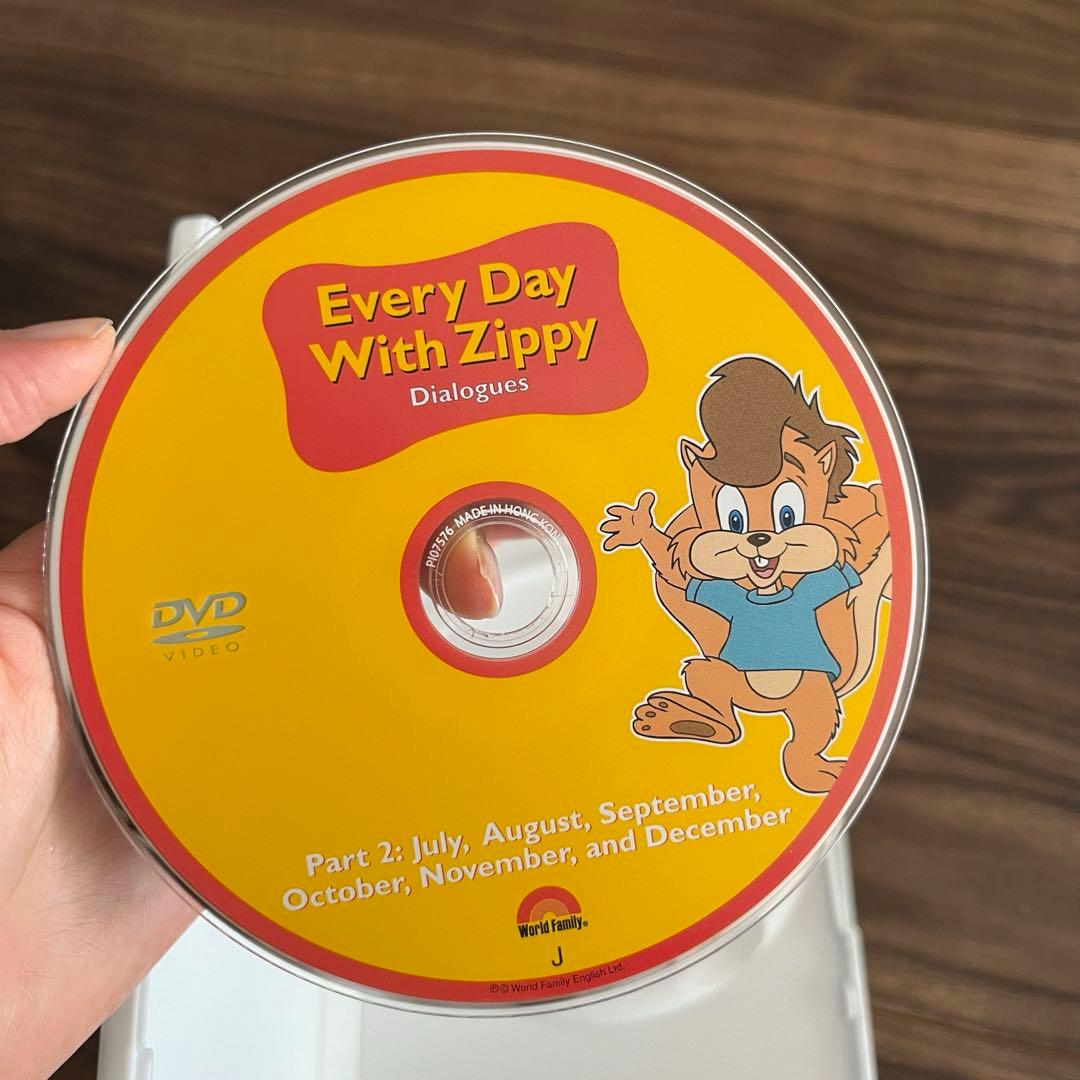 Every Day
With Zippy
Dialogues
PI07576 MADE IN HONG KONG
DVD
VIDEO
Part 2: July, August, September,
October, November, and December
World Family®
J
℗© World Family English Ltd.